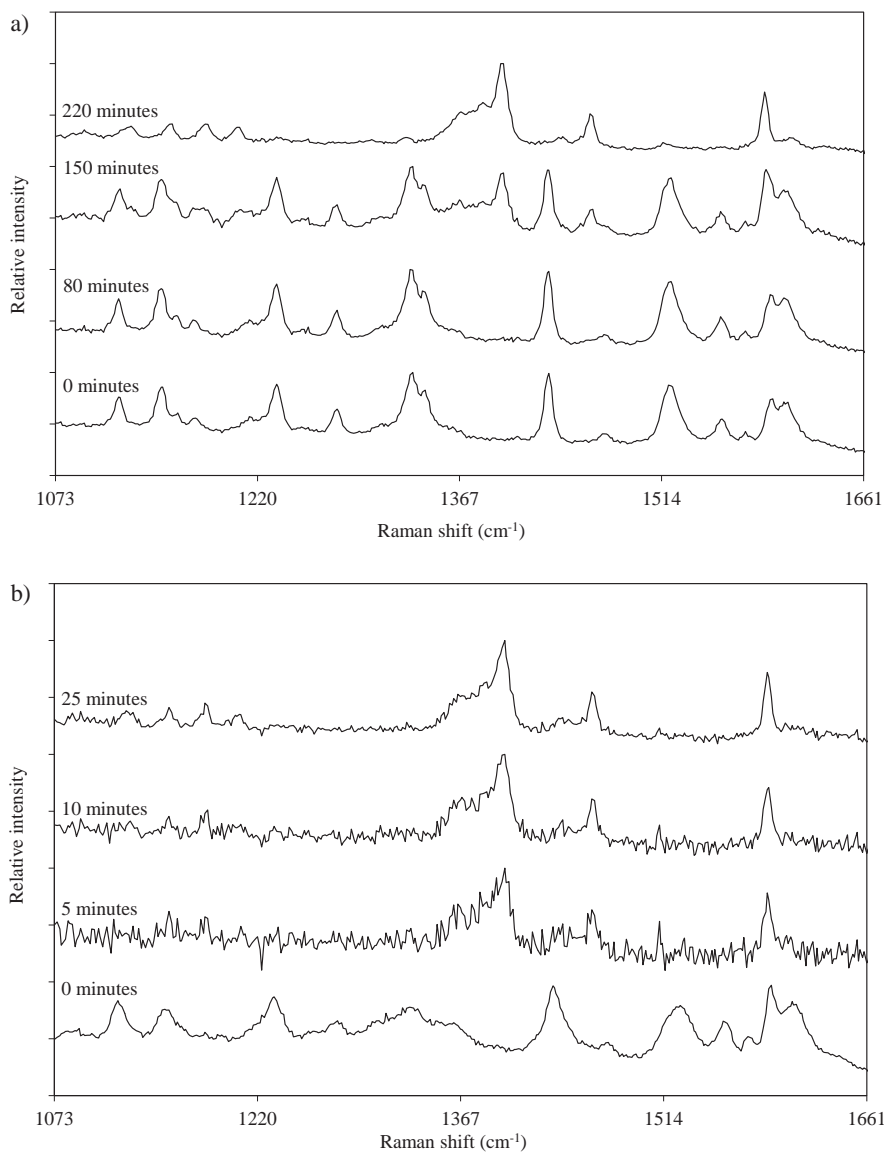 a)
220 minutes
150 minutes
80 minutes
0 minutes
Relative intensity
1073 1220 1367 1514 1661
Raman shift (cm⁻¹)
b)
25 minutes
10 minutes
5 minutes
0 minutes
Relative intensity
1073 1220 1367 1514 1661
Raman shift (cm⁻¹)